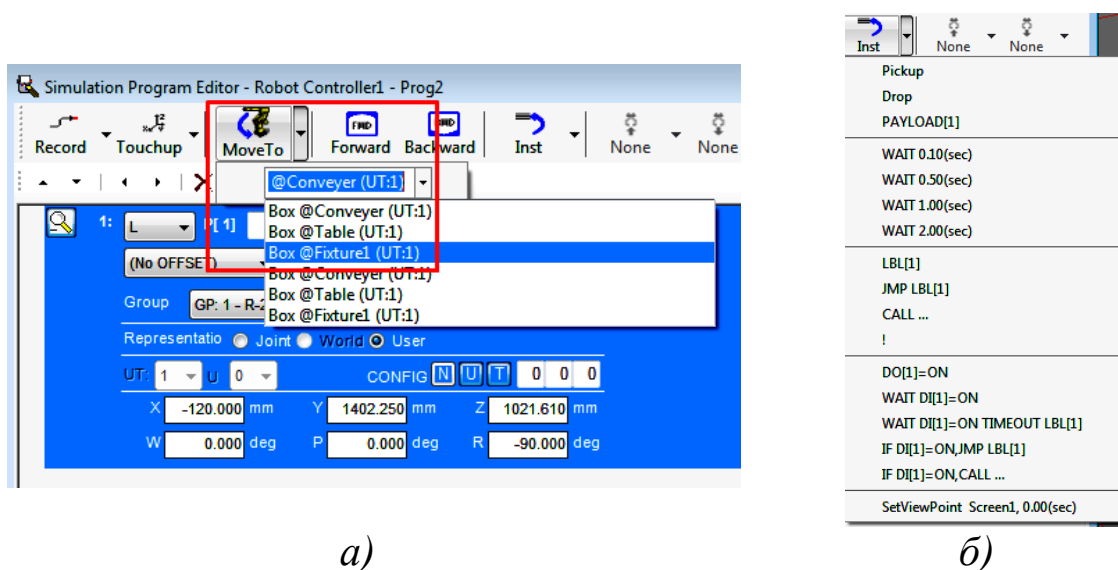 Simulation Program Editor - Robot Controller1 - Prog2
Record Touchup MoveTo Forward Backward Inst None None
FWD
@Conveyer (UT:1)
1: L P[ 1]
Box @Conveyer (UT:1)
Box @Table (UT:1)
Box @Fixture1 (UT:1)
Box @Conveyer (UT:1)
Box @Table (UT:1)
Box @Fixture1 (UT:1)
(No OFFSET)
Group GP: 1 - R-2
Representatio Joint World User
UT: 1 U 0 CONFIG N U T 0 0 0
X -120.000 mm Y 1402.250 mm Z 1021.610 mm
W 0.000 deg P 0.000 deg R -90.000 deg
а)
Inst None None
Pickup
Drop
PAYLOAD[1]
WAIT 0.10(sec)
WAIT 0.50(sec)
WAIT 1.00(sec)
WAIT 2.00(sec)
LBL[1]
JMP LBL[1]
CALL ...
!
DO[1]=ON
WAIT DI[1]=ON
WAIT DI[1]=ON TIMEOUT LBL[1]
IF DI[1]=ON,JMP LBL[1]
IF DI[1]=ON,CALL ...
SetViewPoint Screen1, 0.00(sec)
б)